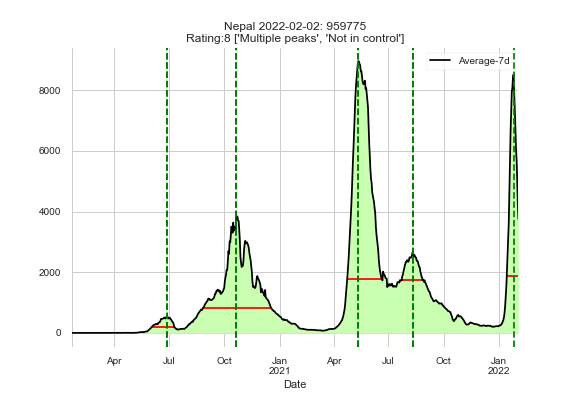 Nepal 2022-02-02: 959775
Rating:8 ['Multiple peaks', 'Not in control']
Average-7d
8000
6000
4000
2000
0
Apr
Jul
Oct
Jan
2021
Apr
Jul
Oct
Jan
2022
Date